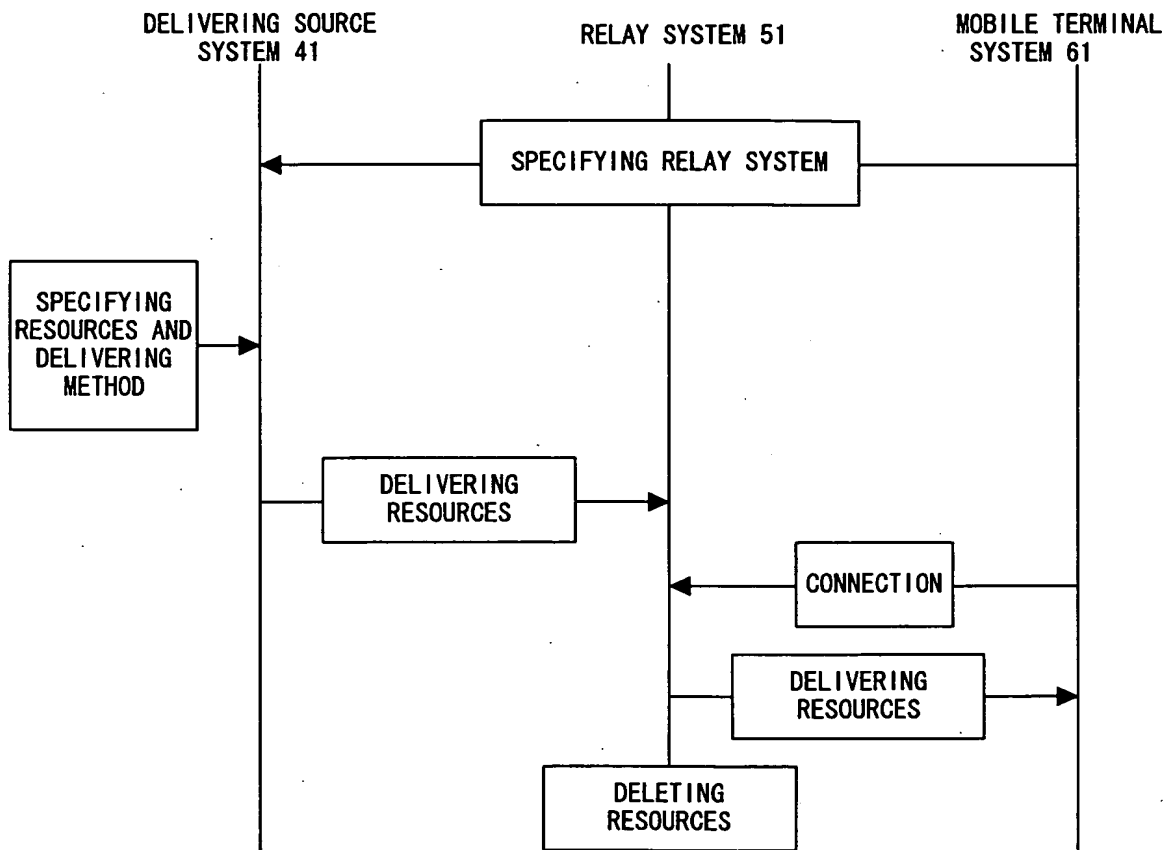 DELIVERING SOURCE
SYSTEM 41
RELAY SYSTEM 51
MOBILE TERMINAL
SYSTEM 61
SPECIFYING RELAY SYSTEM
SPECIFYING
RESOURCES AND
DELIVERING
METHOD
DELIVERING
RESOURCES
CONNECTION
DELIVERING
RESOURCES
DELETING
RESOURCES